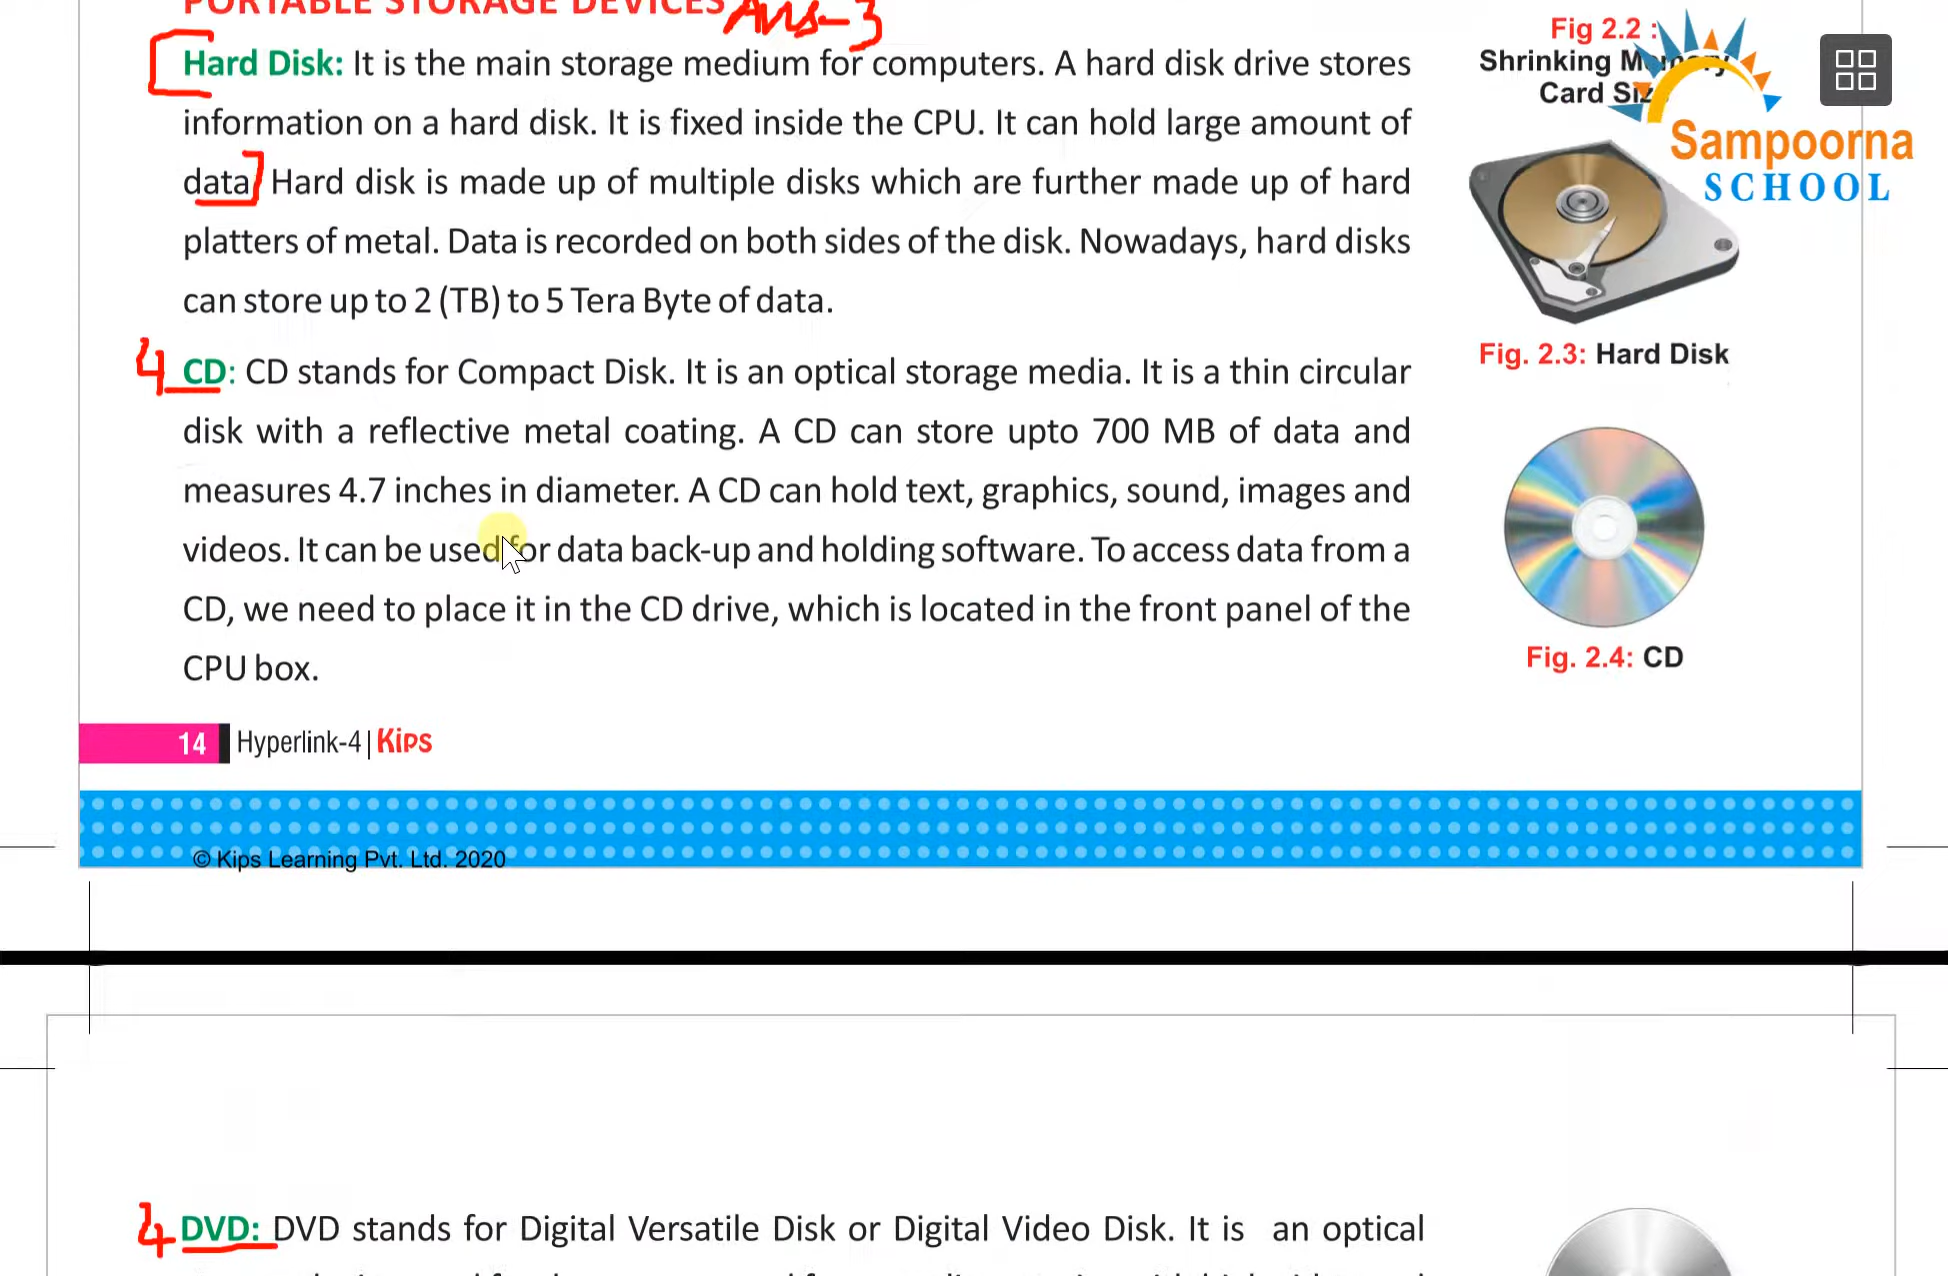 PORTABLE STORAGE DEVICES Ans-3
Hard Disk: It is the main storage medium for computers. A hard disk drive stores
information on a hard disk. It is fixed inside the CPU. It can hold large amount of
data. Hard disk is made up of multiple disks which are further made up of hard
platters of metal. Data is recorded on both sides of the disk. Nowadays, hard disks
can store up to 2 (TB) to 5 Tera Byte of data.
Fig 2.2 :
Shrinking Memory
Card Size
Sampoorna
SCHOOL
Fig. 2.3: Hard Disk
4 CD: CD stands for Compact Disk. It is an optical storage media. It is a thin circular
disk with a reflective metal coating. A CD can store upto 700 MB of data and
measures 4.7 inches in diameter. A CD can hold text, graphics, sound, images and
videos. It can be used for data back-up and holding software. To access data from a
CD, we need to place it in the CD drive, which is located in the front panel of the
CPU box.
Fig. 2.4: CD
14 Hyperlink-4 | Kips
© Kips Learning Pvt. Ltd. 2020
4 DVD: DVD stands for Digital Versatile Disk or Digital Video Disk. It is an optical